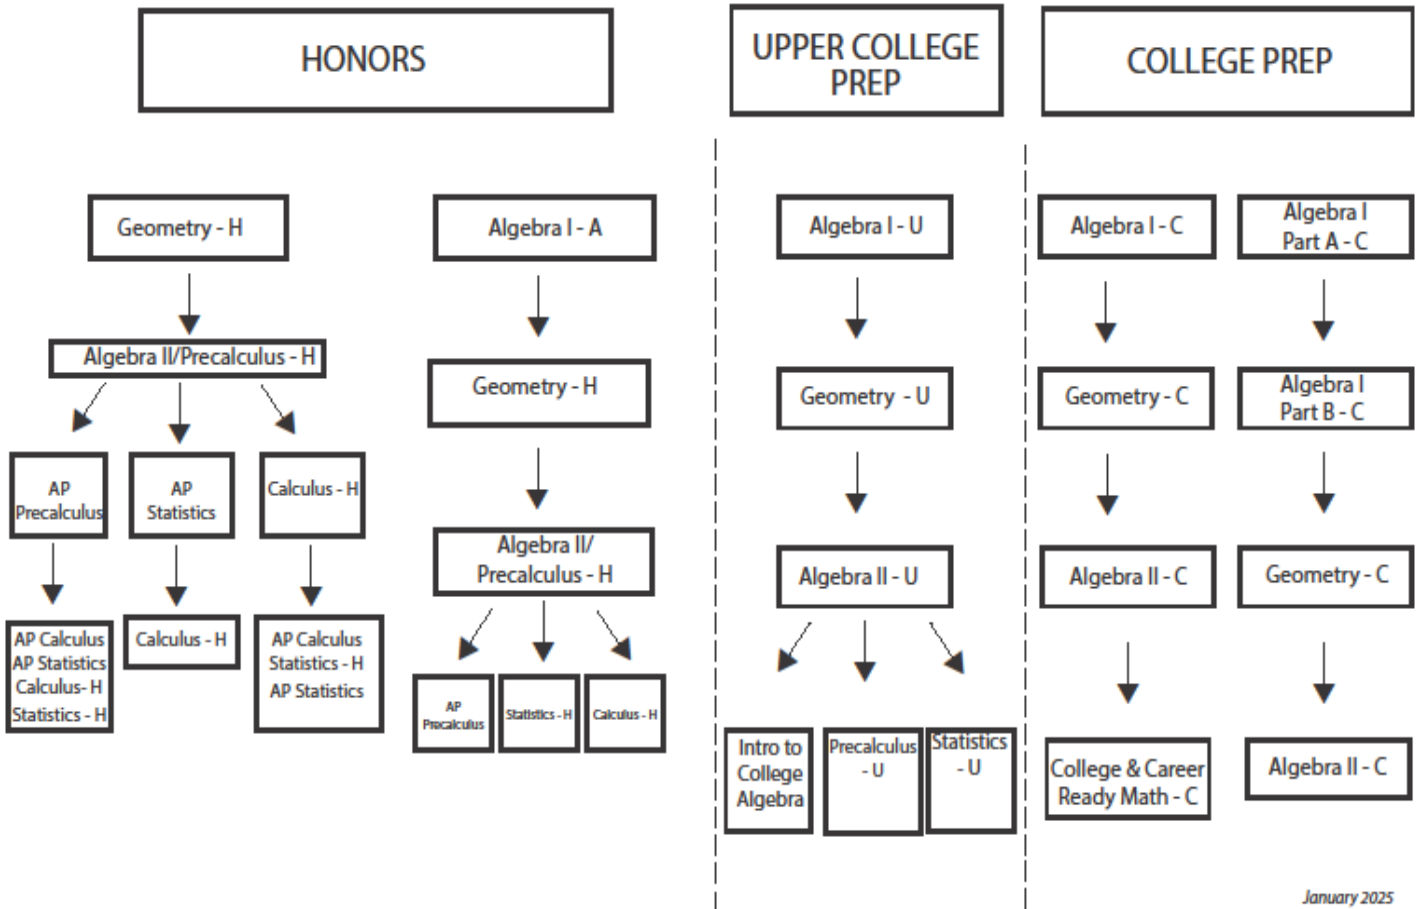 HONORS
UPPER COLLEGE
PREP
COLLEGE PREP
Geometry - H
Algebra II/Precalculus - H
AP
Precalculus
AP
Statistics
Calculus - H
AP Calculus
AP Statistics
Calculus- H
Statistics - H
Calculus - H
AP Calculus
Statistics - H
AP Statistics
Algebra I - A
Geometry - H
Algebra II/
Precalculus - H
AP
Precalculus
Statistics - H
Calculus - H
Algebra I - U
Geometry - U
Algebra II - U
Intro to
College
Algebra
Precalculus
- U
Statistics
- U
Algebra I - C
Geometry - C
Algebra II - C
College & Career
Ready Math - C
Algebra I
Part A - C
Algebra I
Part B - C
Geometry - C
Algebra II - C
January 2025